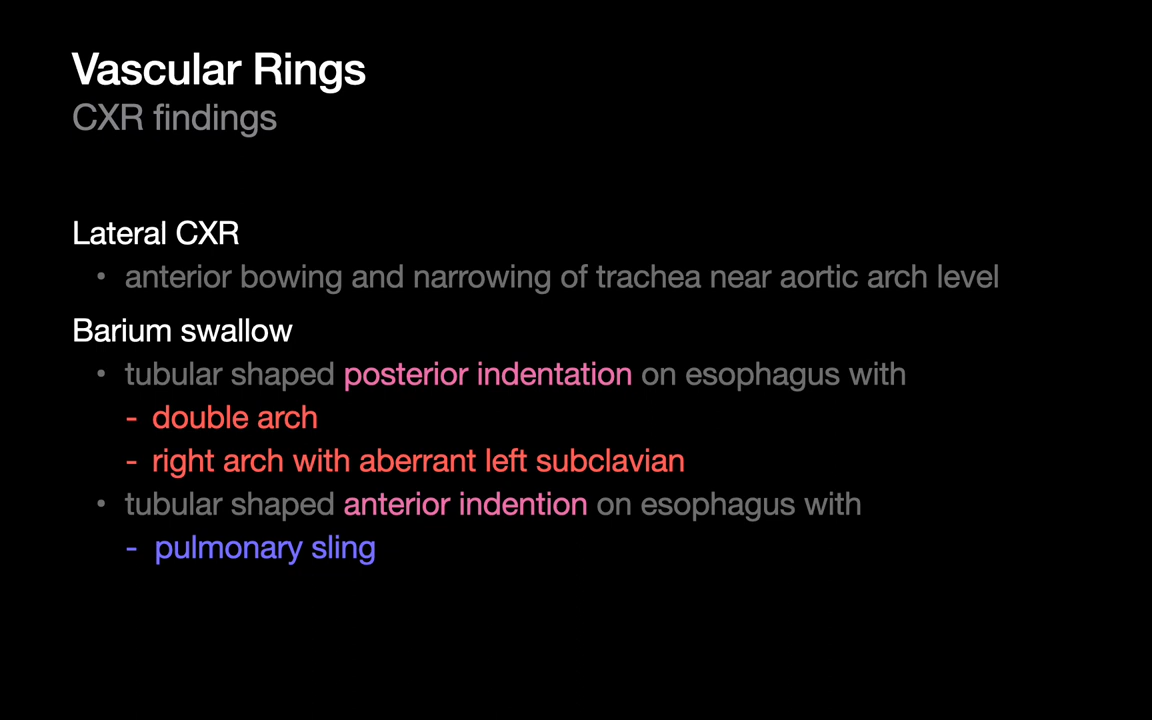 Vascular Rings
CXR findings
Lateral CXR
• anterior bowing and narrowing of trachea near aortic arch level
Barium swallow
• tubular shaped posterior indentation on esophagus with
- double arch
- right arch with aberrant left subclavian
• tubular shaped anterior indention on esophagus with
- pulmonary sling